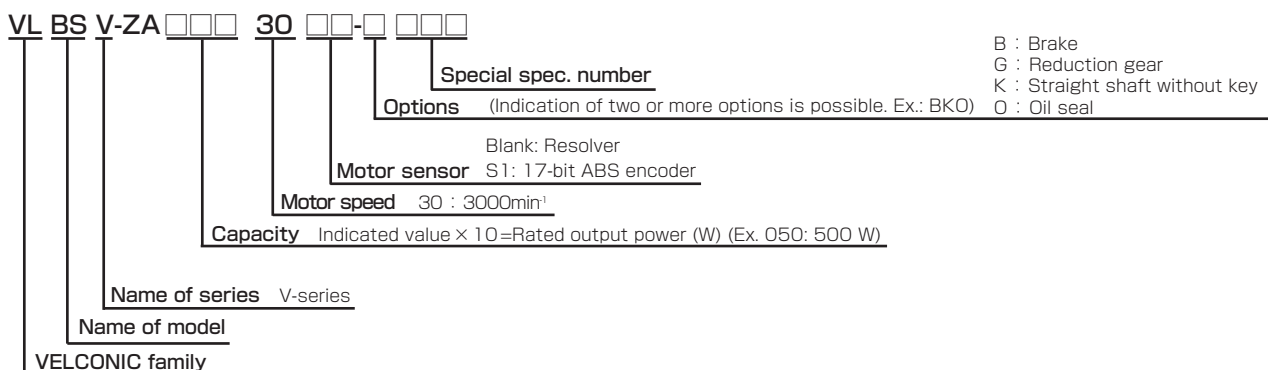 VL BS V-ZA□□□ 30 □□-□ □□□
B : Brake
G : Reduction gear
K : Straight shaft without key
O : Oil seal
Special spec. number
Options (Indication of two or more options is possible. Ex.: BKO)
Blank: Resolver
Motor sensor S1: 17-bit ABS encoder
Motor speed 30 : 3000min-1
Capacity Indicated value × 10=Rated output power (W) (Ex. 050: 500 W)
Name of series V-series
Name of model
VELCONIC family